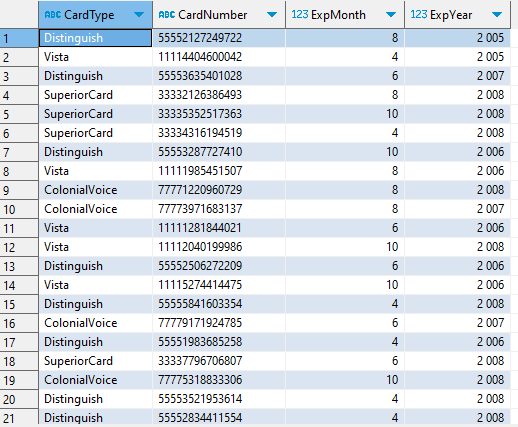 ABC CardType ABC CardNumber 123 ExpMonth 123 ExpYear
1 Distinguish 55552127249722 8 2 005
2 Vista 11114404600042 4 2 005
3 Distinguish 55553635401028 6 2 007
4 SuperiorCard 33332126386493 8 2 008
5 SuperiorCard 33335352517363 10 2 008
6 SuperiorCard 33334316194519 4 2 008
7 Distinguish 55553287727410 10 2 006
8 Vista 11111985451507 8 2 006
9 ColonialVoice 77771220960729 8 2 008
10 ColonialVoice 77773971683137 8 2 007
11 Vista 11111281844021 6 2 006
12 Vista 11112040199986 10 2 008
13 Distinguish 55552506272209 6 2 006
14 Vista 11115274414475 10 2 006
15 Distinguish 55555841603354 4 2 008
16 ColonialVoice 77779171924785 6 2 007
17 Distinguish 55551983685258 4 2 006
18 SuperiorCard 33337796706807 6 2 008
19 ColonialVoice 77775318833306 10 2 008
20 Distinguish 55553521953614 4 2 008
21 Distinguish 55552834411554 4 2 008